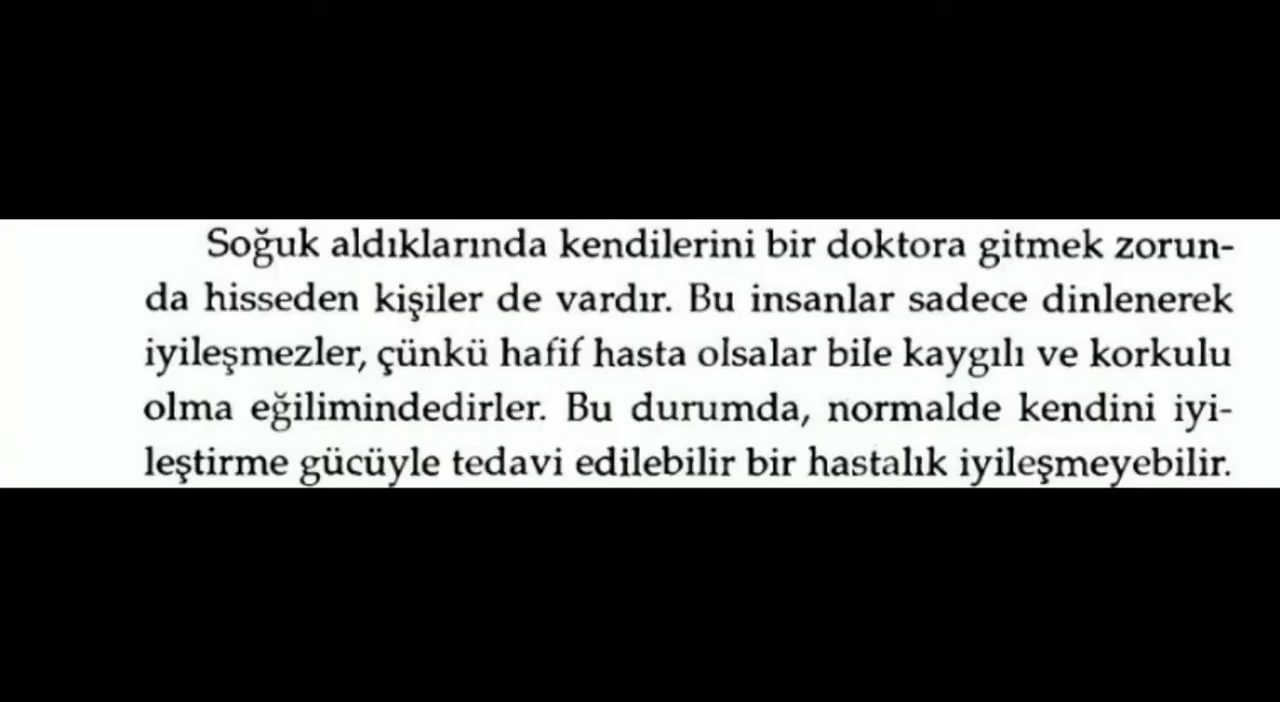 Soğuk aldıklarında kendilerini bir doktora gitmek zorun-
da hisseden kişiler de vardır. Bu insanlar sadece dinlenerek
iyileşmezler, çünkü hafif hasta olsalar bile kaygılı ve korkulu
olma eğilimindedirler. Bu durumda, normalde kendini iyi-
leştirme gücüyle tedavi edilebilir bir hastalık iyileşmeyebilir.